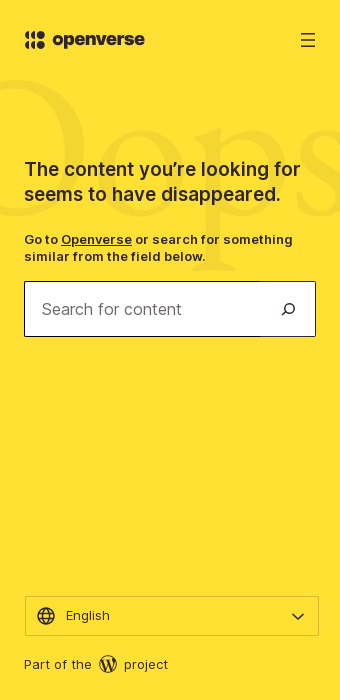 openverse
Oops
The content you’re looking for
seems to have disappeared.
Go to Openverse or search for something
similar from the field below.
Search for content
English
Part of the project